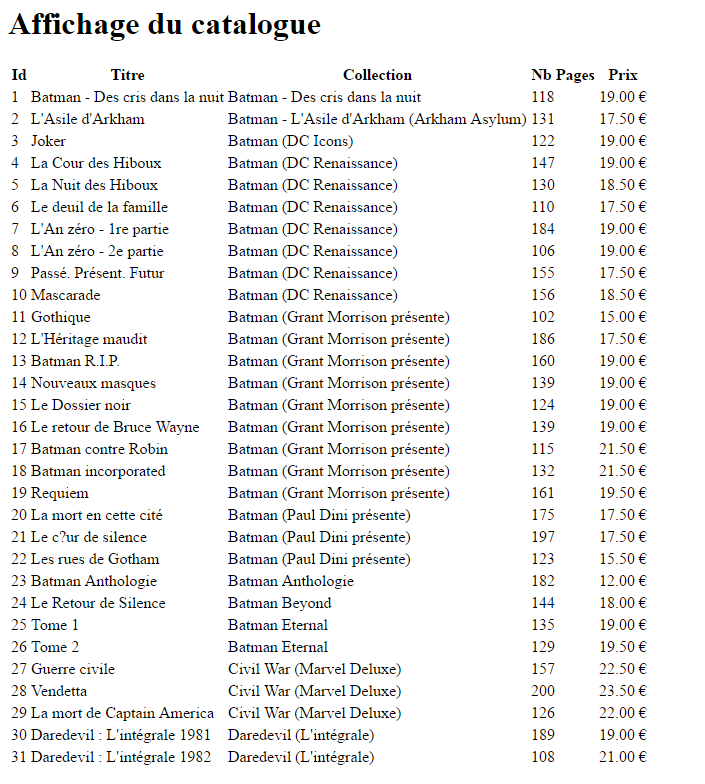 Affichage du catalogue
Id Titre Collection Nb Pages Prix
1 Batman - Des cris dans la nuit Batman - Des cris dans la nuit 118 19.00 €
2 L'Asile d'Arkham Batman - L'Asile d'Arkham (Arkham Asylum) 131 17.50 €
3 Joker Batman (DC Icons) 122 19.00 €
4 La Cour des Hiboux Batman (DC Renaissance) 147 19.00 €
5 La Nuit des Hiboux Batman (DC Renaissance) 130 18.50 €
6 Le deuil de la famille Batman (DC Renaissance) 110 17.50 €
7 L'An zéro - 1re partie Batman (DC Renaissance) 184 19.00 €
8 L'An zéro - 2e partie Batman (DC Renaissance) 106 19.00 €
9 Passé. Présent. Futur Batman (DC Renaissance) 155 17.50 €
10 Mascarade Batman (DC Renaissance) 156 18.50 €
11 Gothique Batman (Grant Morrison présente) 102 15.00 €
12 L'Héritage maudit Batman (Grant Morrison présente) 186 17.50 €
13 Batman R.I.P. Batman (Grant Morrison présente) 160 19.00 €
14 Nouveaux masques Batman (Grant Morrison présente) 139 19.00 €
15 Le Dossier noir Batman (Grant Morrison présente) 124 19.00 €
16 Le retour de Bruce Wayne Batman (Grant Morrison présente) 139 19.00 €
17 Batman contre Robin Batman (Grant Morrison présente) 115 21.50 €
18 Batman incorporated Batman (Grant Morrison présente) 132 21.50 €
19 Requiem Batman (Grant Morrison présente) 161 19.50 €
20 La mort en cette cité Batman (Paul Dini présente) 175 17.50 €
21 Le c?ur de silence Batman (Paul Dini présente) 197 17.50 €
22 Les rues de Gotham Batman (Paul Dini présente) 123 15.50 €
23 Batman Anthologie Batman Anthologie 182 12.00 €
24 Le Retour de Silence Batman Beyond 144 18.00 €
25 Tome 1 Batman Eternal 135 19.00 €
26 Tome 2 Batman Eternal 129 19.50 €
27 Guerre civile Civil War (Marvel Deluxe) 157 22.50 €
28 Vendetta Civil War (Marvel Deluxe) 200 23.50 €
29 La mort de Captain America Civil War (Marvel Deluxe) 126 22.00 €
30 Daredevil : L'intégrale 1981 Daredevil (L'intégrale) 189 19.00 €
31 Daredevil : L'intégrale 1982 Daredevil (L'intégrale) 108 21.00 €